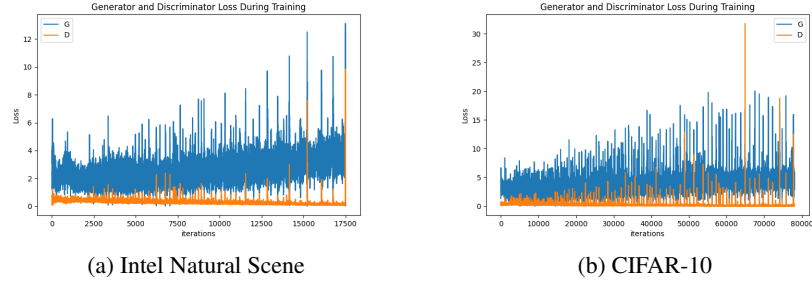 Generator and Discriminator Loss During Training
G
D
12
10
8
6
4
2
0
Loss
0 2500 5000 7500 10000 12500 15000 17500
iterations
(a) Intel Natural Scene
Generator and Discriminator Loss During Training
G
D
30
25
20
15
10
5
0
Loss
0 10000 20000 30000 40000 50000 60000 70000 80000
iterations
(b) CIFAR-10